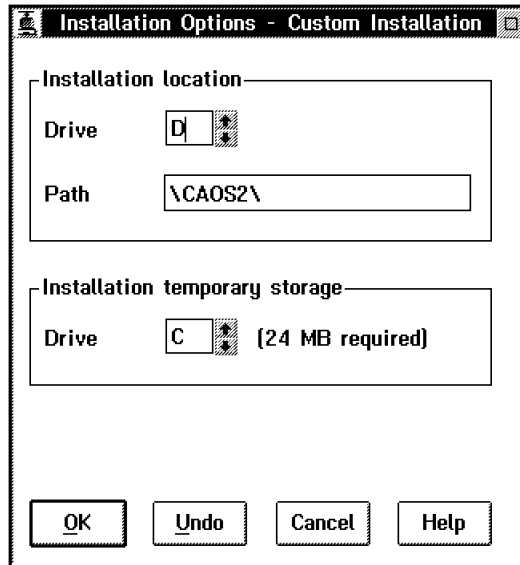 Installation Options - Custom Installation
Installation location
Drive D
Path \CAOS2\
Installation temporary storage
Drive C (24 MB required)
OK Undo Cancel Help